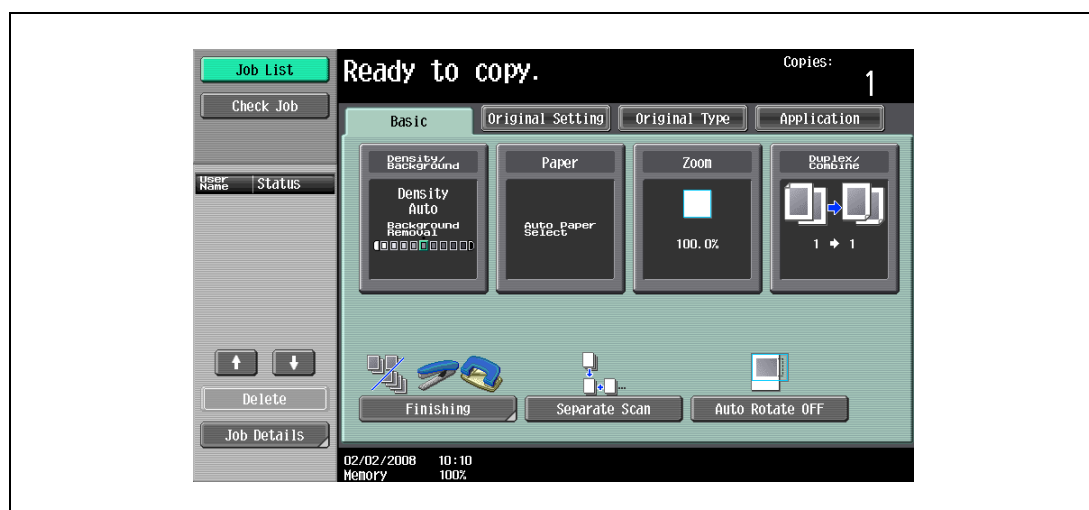 Job List
Check Job
User
Name
Status
Delete
Job Details
Ready to copy.
Copies:
1
Basic
Original Setting
Original Type
Application
Density/
Background
Density
Auto
Background
Removal
Paper
Auto Paper
Select
Zoom
100.0%
Duplex/
Combine
1 → 1
Finishing
Separate Scan
Auto Rotate OFF
02/02/2008 10:10
Memory 100%